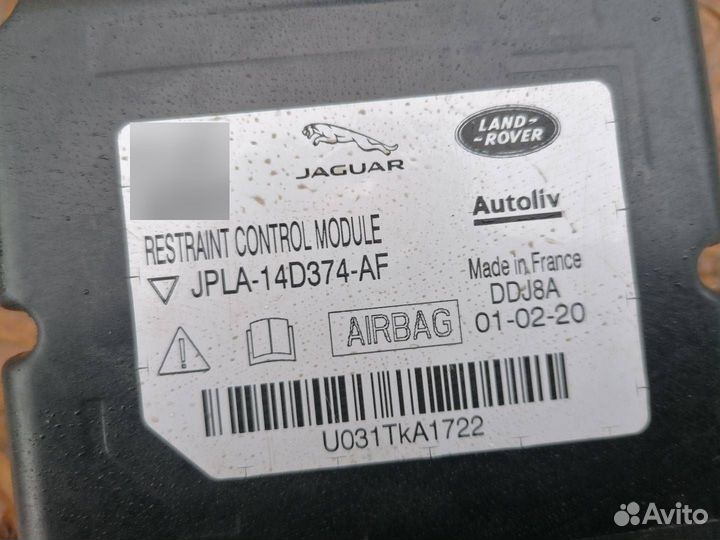 JAGUAR
LAND-
-ROVER
Autoliv
RESTRAINT CONTROL MODULE
JPLA-14D374-AF
Made in France
DDJ8A
AIRBAG
01-02-20
U031TkA1722
Avito